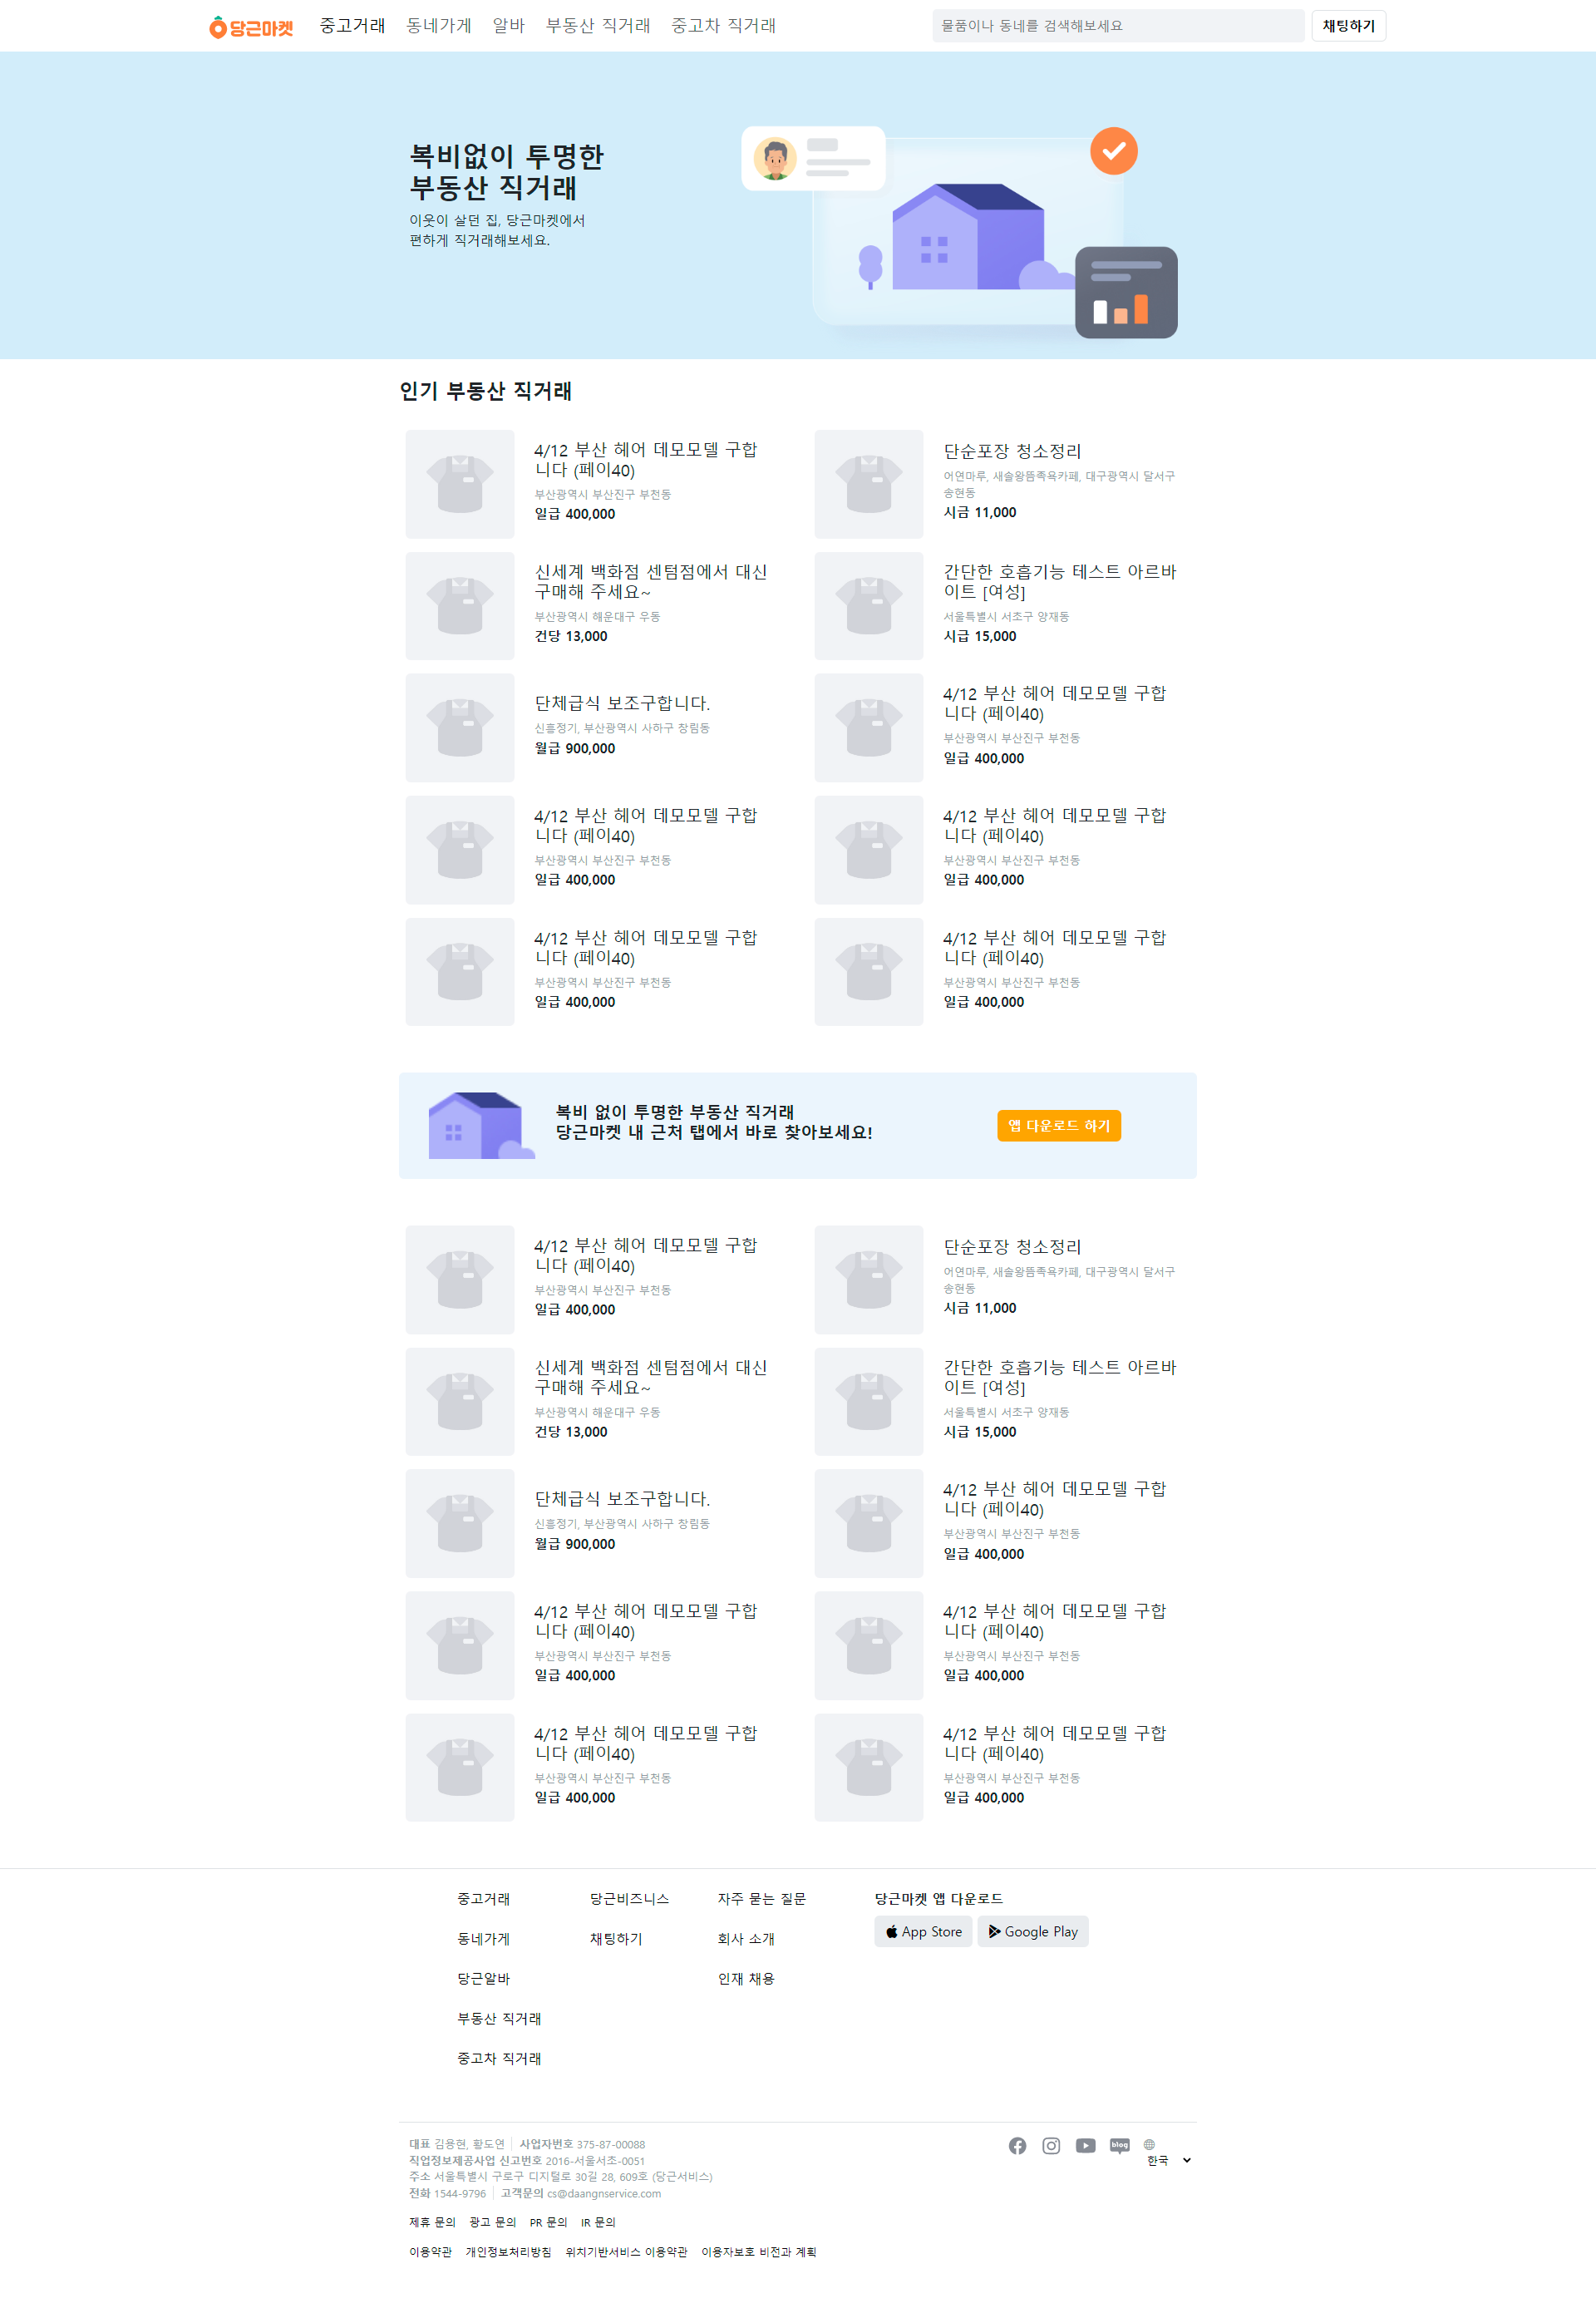 당근마켓 중고거래 동네가게 알바 부동산 직거래 중고차 직거래 물품이나 동네를 검색해보세요 채팅하기
복비없이 투명한
부동산 직거래
이웃이 살던 집, 당근마켓에서
편하게 직거래해보세요.
인기 부동산 직거래
4/12 부산 헤어 데모모델 구합
니다 (페이40)
부산광역시 부산진구 부전동
일급 400,000
단순포장 청소정리
어연마루, 새솔왕뜸족욕카페, 대구광역시 달서구
송현동
시금 11,000
신세계 백화점 센텀점에서 대신
구매해 주세요~
부산광역시 해운대구 우동
건당 13,000
간단한 호흡기능 테스트 아르바
이트 [여성]
서울특별시 서초구 양재동
시급 15,000
단체급식 보조구합니다.
신흥정기, 부산광역시 사하구 창림동
월급 900,000
4/12 부산 헤어 데모모델 구합
니다 (페이40)
부산광역시 부산진구 부전동
일급 400,000
4/12 부산 헤어 데모모델 구합
니다 (페이40)
부산광역시 부산진구 부전동
일급 400,000
4/12 부산 헤어 데모모델 구합
니다 (페이40)
부산광역시 부산진구 부전동
일급 400,000
4/12 부산 헤어 데모모델 구합
니다 (페이40)
부산광역시 부산진구 부전동
일급 400,000
4/12 부산 헤어 데모모델 구합
니다 (페이40)
부산광역시 부산진구 부전동
일급 400,000
복비 없이 투명한 부동산 직거래
당근마켓 내 근처 탭에서 바로 찾아보세요!
앱 다운로드 하기
4/12 부산 헤어 데모모델 구합
니다 (페이40)
부산광역시 부산진구 부전동
일급 400,000
단순포장 청소정리
어연마루, 새솔왕뜸족욕카페, 대구광역시 달서구
송현동
시금 11,000
신세계 백화점 센텀점에서 대신
구매해 주세요~
부산광역시 해운대구 우동
건당 13,000
간단한 호흡기능 테스트 아르바
이트 [여성]
서울특별시 서초구 양재동
시급 15,000
단체급식 보조구합니다.
신흥정기, 부산광역시 사하구 창림동
월급 900,000
4/12 부산 헤어 데모모델 구합
니다 (페이40)
부산광역시 부산진구 부전동
일급 400,000
4/12 부산 헤어 데모모델 구합
니다 (페이40)
부산광역시 부산진구 부전동
일급 400,000
4/12 부산 헤어 데모모델 구합
니다 (페이40)
부산광역시 부산진구 부전동
일급 400,000
4/12 부산 헤어 데모모델 구합
니다 (페이40)
부산광역시 부산진구 부전동
일급 400,000
4/12 부산 헤어 데모모델 구합
니다 (페이40)
부산광역시 부산진구 부전동
일급 400,000
중고거래
동네가게
당근알바
부동산 직거래
중고차 직거래
당근비즈니스
채팅하기
자주 묻는 질문
회사 소개
인재 채용
당근마켓 앱 다운로드
App Store Google Play
대표 김용현, 황도연 사업자번호 375-87-00088
직업정보제공사업 신고번호 2016-서울서초-0051
주소 서울특별시 구로구 디지털로 30길 28, 609호 (당근서비스)
전화 1544-9796 고객문의 cs@daangnservice.com
blog
한국
제휴 문의 광고 문의 PR 문의 IR 문의
이용약관 개인정보처리방침 위치기반서비스 이용약관 이용자보호 비전과 계획